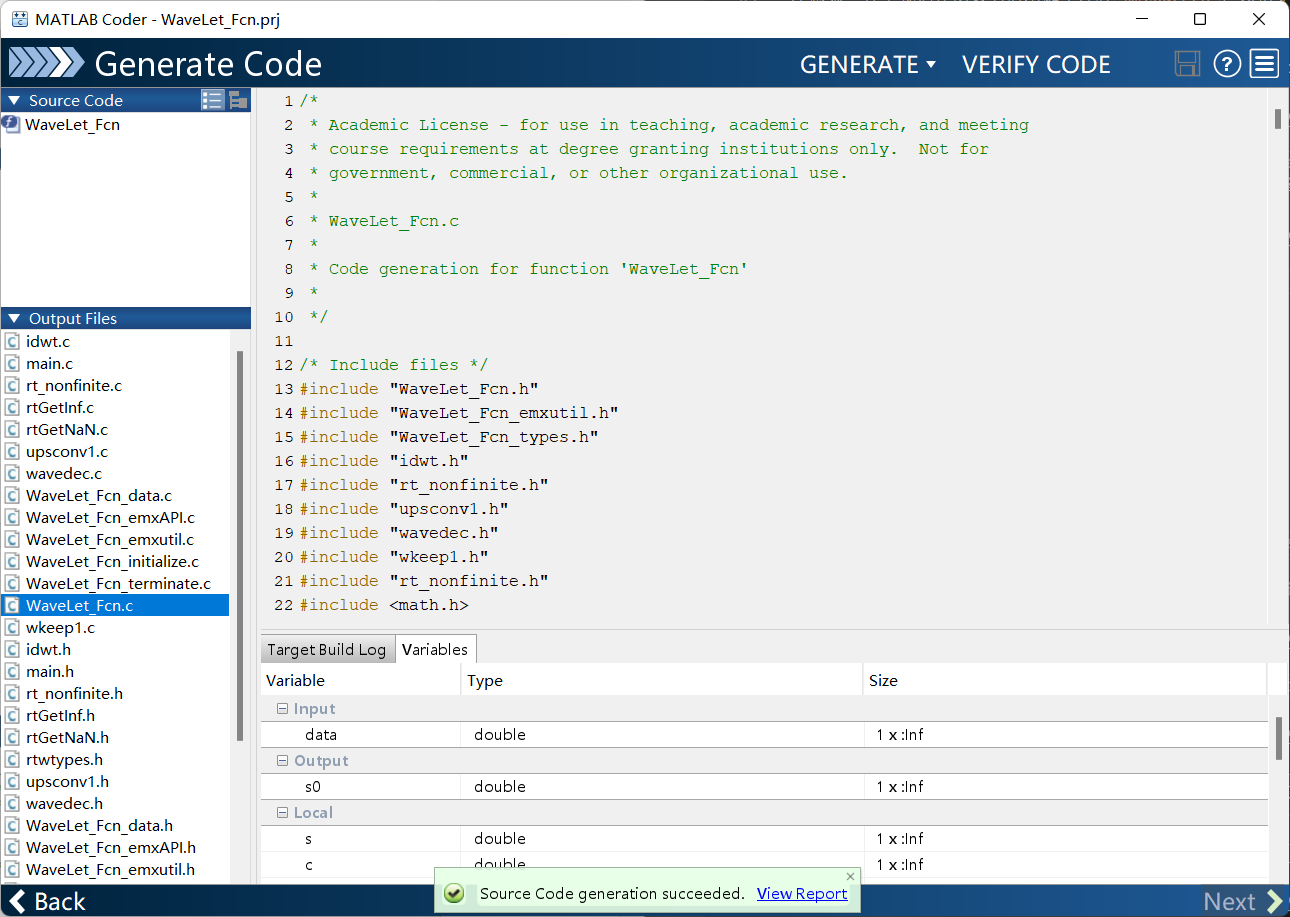 MATLAB Coder - WaveLet_Fcn.prj
Generate Code
GENERATE
VERIFY CODE
Source Code
WaveLet_Fcn
Output Files
idwt.c
main.c
rt_nonfinite.c
rtGetInf.c
rtGetNaN.c
upsconv1.c
wavedec.c
WaveLet_Fcn_data.c
WaveLet_Fcn_emxAPI.c
WaveLet_Fcn_emxutil.c
WaveLet_Fcn_initialize.c
WaveLet_Fcn_terminate.c
WaveLet_Fcn.c
wkeep1.c
idwt.h
main.h
rt_nonfinite.h
rtGetInf.h
rtGetNaN.h
rtwtypes.h
upsconv1.h
wavedec.h
WaveLet_Fcn_data.h
WaveLet_Fcn_emxAPI.h
WaveLet_Fcn_emxutil.h
1 /*
2  * Academic License - for use in teaching, academic research, and meeting
3  * course requirements at degree granting institutions only.  Not for
4  * government, commercial, or other organizational use.
5  *
6  * WaveLet_Fcn.c
7  *
8  * Code generation for function 'WaveLet_Fcn'
9  *
10  */
11
12 /* Include files */
13 #include "WaveLet_Fcn.h"
14 #include "WaveLet_Fcn_emxutil.h"
15 #include "WaveLet_Fcn_types.h"
16 #include "idwt.h"
17 #include "rt_nonfinite.h"
18 #include "upsconv1.h"
19 #include "wavedec.h"
20 #include "wkeep1.h"
21 #include "rt_nonfinite.h"
22 #include <math.h>
Target Build Log Variables
Variable Type Size
Input
data double 1 x :Inf
Output
s0 double 1 x :Inf
Local
s double 1 x :Inf
c double 1 x :Inf
Source Code generation succeeded. View Report
Back
Next